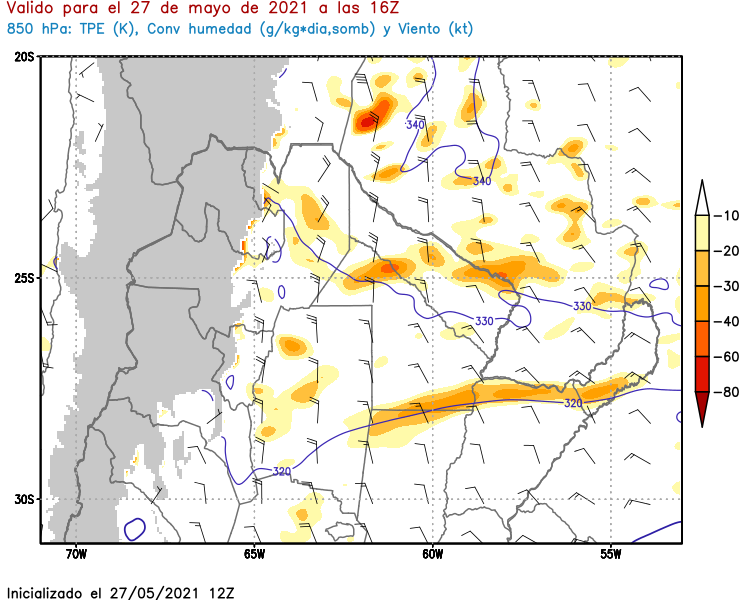 Valido para el 27 de mayo de 2021 a las 16Z
850 hPa: TPE (K), Conv humedad (g/kg*dia,somb) y Viento (kt)
20S
340
340
-10
-20
25S
-30
330
330
-40
-60
-80
320
320
30S
70W 65W 60W 55W
Inicializado el 27/05/2021 12Z